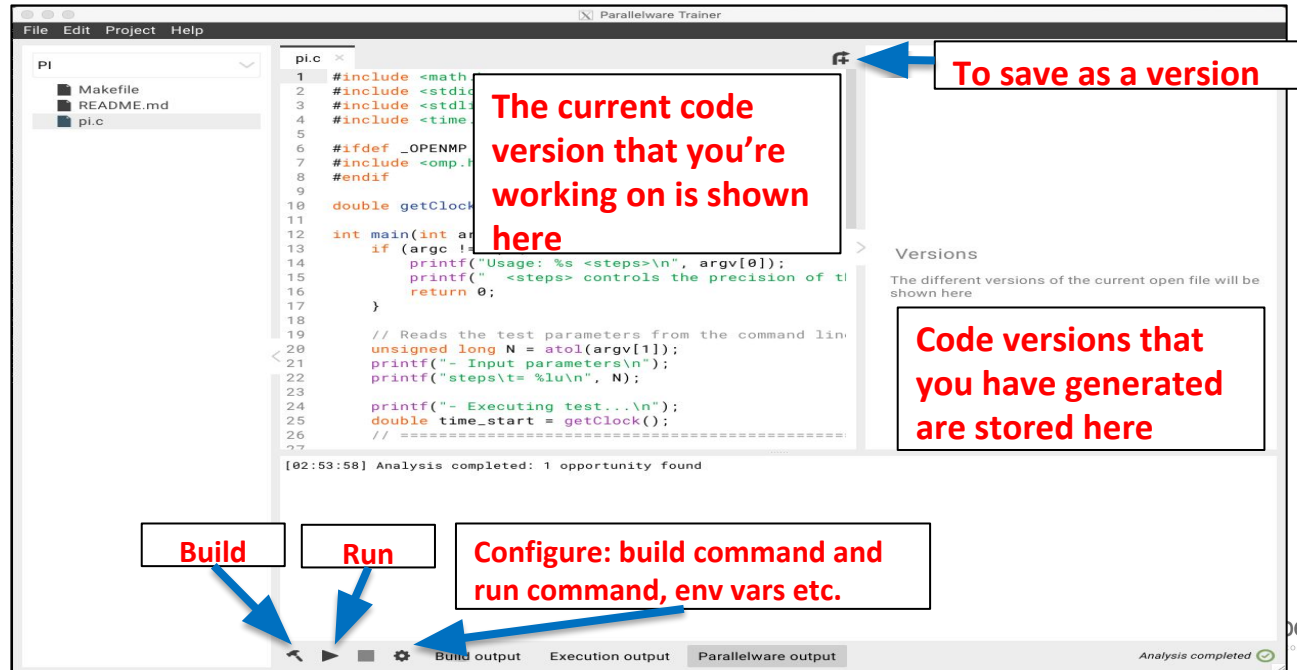 Parallelware Trainer
File Edit Project Help
PI
Makefile
README.md
pi.c
pi.c ×
To save as a version
1 #include <math.
2 #include <stdio
3 #include <stdli
4 #include <time.
5
6 #ifdef _OPENMP
7 #include <omp.h
8 #endif
9
10 double getClock
11
12 int main(int ar
13 if (argc !=
14 printf("Usage: %s <steps>\n", argv[0]);
15 printf(" <steps> controls the precision of t
16 return 0;
17 }
18
19 // Reads the test parameters from the command lin
20 unsigned long N = atol(argv[1]);
21 printf("- Input parameters\n");
22 printf("steps\t= %lu\n", N);
23
24 printf("- Executing test...\n");
25 double time_start = getClock();
26 // ================================================
27
The current code
version that you’re
working on is shown
here
Versions
The different versions of the current open file will be
shown here
Code versions that
you have generated
are stored here
[02:53:58] Analysis completed: 1 opportunity found
Build
Run
Configure: build command and
run command, env vars etc.
Build output Execution output Parallelware output
Analysis completed